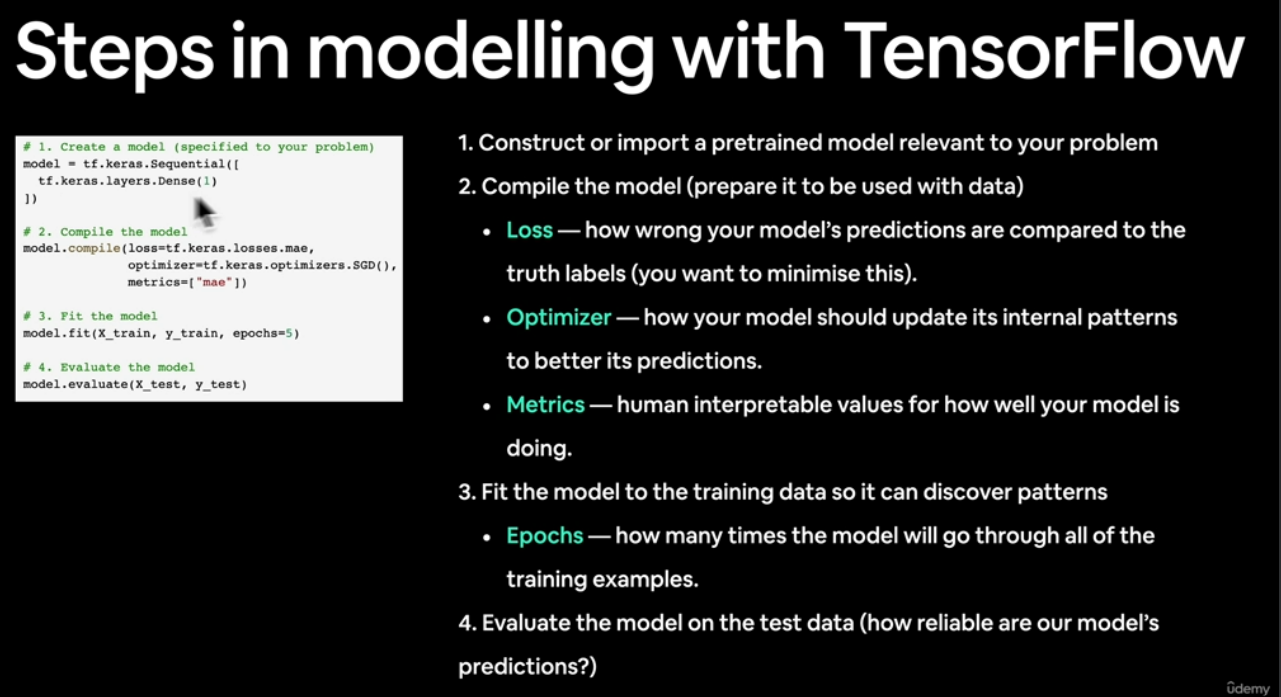 Steps in modelling with TensorFlow
# 1. Create a model (specified to your problem)
model = tf.keras.Sequential([
  tf.keras.layers.Dense(1)
])
# 2. Compile the model
model.compile(loss=tf.keras.losses.mae,
              optimizer=tf.keras.optimizers.SGD(),
              metrics=["mae"])
# 3. Fit the model
model.fit(X_train, y_train, epochs=5)
# 4. Evaluate the model
model.evaluate(X_test, y_test)
1. Construct or import a pretrained model relevant to your problem
2. Compile the model (prepare it to be used with data)
• Loss — how wrong your model’s predictions are compared to the
truth labels (you want to minimise this).
• Optimizer — how your model should update its internal patterns
to better its predictions.
• Metrics — human interpretable values for how well your model is
doing.
3. Fit the model to the training data so it can discover patterns
• Epochs — how many times the model will go through all of the
training examples.
4. Evaluate the model on the test data (how reliable are our model’s
predictions?)
udemy